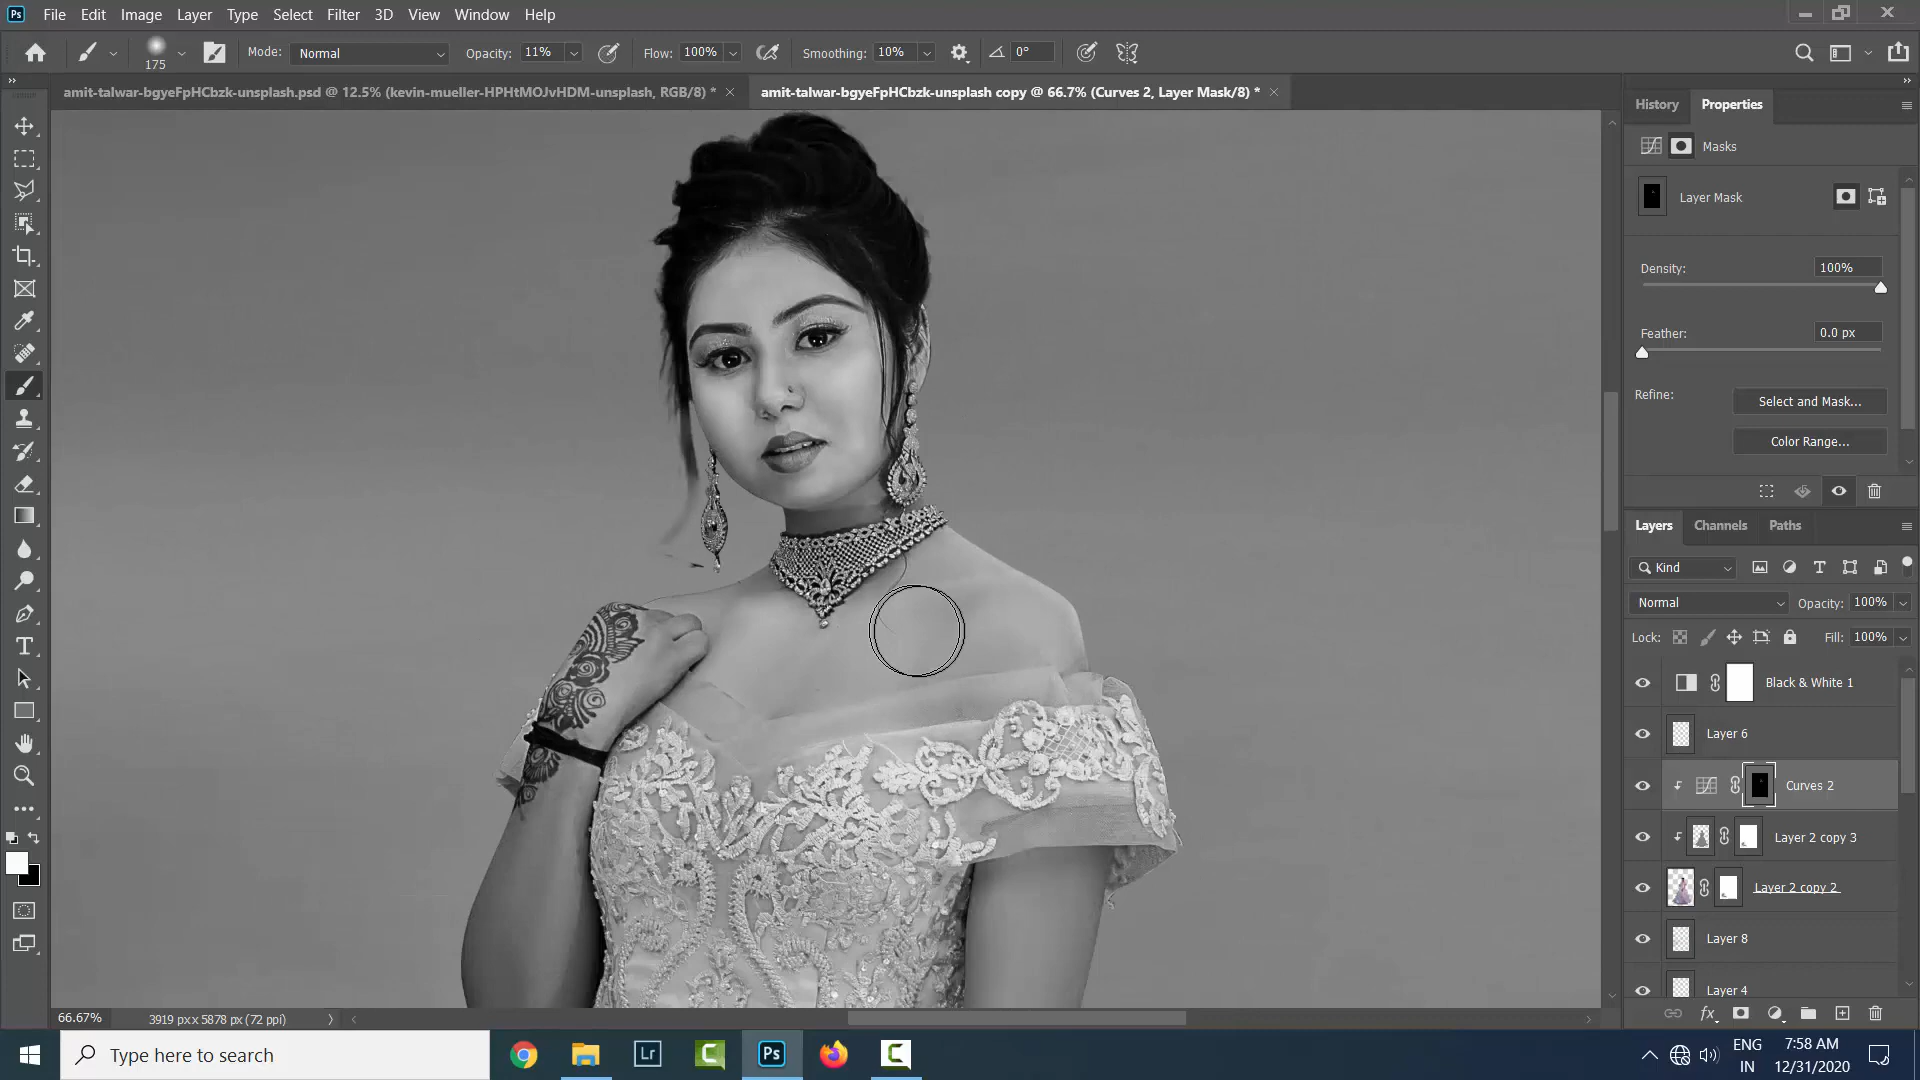 Ps File Edit Image Layer Type Select Filter 3D View Window Help
175 Mode: Normal Opacity: 11% Flow: 100% Smoothing: 10% 0°
amit-talwar-bgyeFpHCbzk-unsplash.psd @ 12.5% (kevin-mueller-HPHtMOJvHDM-unsplash, RGB/8) *
amit-talwar-bgyeFpHCbzk-unsplash copy @ 66.7% (Curves 2, Layer Mask/8) *
History Properties
Masks
Layer Mask
Density: 100%
Feather: 0.0 px
Refine: Select and Mask...
Color Range...
Layers Channels Paths
Kind
Normal Opacity: 100%
Lock: Fill: 100%
Black & White 1
Layer 6
Curves 2
Layer 2 copy 3
Layer 2 copy 2
Layer 8
Layer 4
fx
66.67% 3919 px x 5878 px (72 ppi)
Type here to search
Lr
Ps
ENG
IN
7:58 AM
12/31/2020